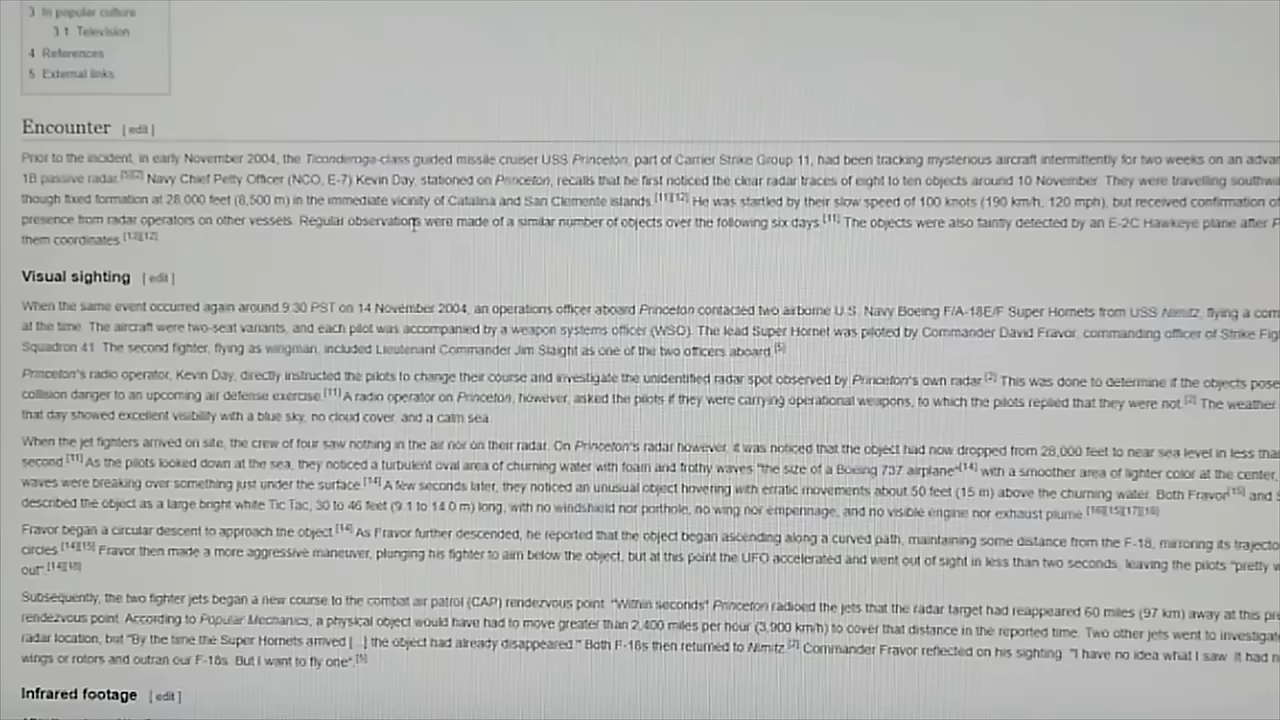 3 In popular culture
3.1 Television
4 References
5 External links
Encounter [ edit ]
Prior to the incident, in early November 2004, the Ticonderoga-class guided missile cruiser USS Princeton, part of Carrier Strike Group 11, had been tracking mysterious aircraft intermittently for two weeks on an adva
1B passive radar. Navy Chief Petty Officer (NCO, E-7) Kevin Day, stationed on Princeton, recalls that he first noticed the clear radar traces of eight to ten objects around 10 November. They were travelling southwa
though fixed formation at 28,000 feet (8,500 m) in the immediate vicinity of Catalina and San Clemente islands.[11][12] He was startled by their slow speed of 100 knots (190 km/h, 120 mph), but received confirmation of
presence from radar operators on other vessels. Regular observations were made of a similar number of objects over the following six days.[11] The objects were also faintly detected by an E-2C Hawkeye plane after P
them coordinates.[13][12]
Visual sighting [ edit ]
When the same event occurred again around 9:30 PST on 14 November 2004, an operations officer aboard Princeton contacted two airborne U.S. Navy Boeing F/A-18E/F Super Hornets from USS Nimitz, flying a com
at the time. The aircraft were two-seat variants, and each pilot was accompanied by a weapon systems officer (WSO). The lead Super Hornet was piloted by Commander David Fravor, commanding officer of Strike Fig
Squadron 41. The second fighter, flying as wingman, included Lieutenant Commander Jim Slaight as one of the two officers aboard.[5]
Princeton's radio operator, Kevin Day, directly instructed the pilots to change their course and investigate the unidentified radar spot observed by Princeton's own radar.[2] This was done to determine if the objects pose
collision danger to an upcoming air defense exercise.[11] A radio operator on Princeton, however, asked the pilots if they were carrying operational weapons, to which the pilots replied that they were not.[2] The weather
that day showed excellent visibility with a blue sky, no cloud cover, and a calm sea.
When the jet fighters arrived on site, the crew of four saw nothing in the air nor on their radar. On Princeton's radar however, it was noticed that the object had now dropped from 28,000 feet to near sea level in less tha
second.[11] As the pilots looked down at the sea, they noticed a turbulent oval area of churning water with foam and frothy waves "the size of a Boeing 737 airplane"[14] with a smoother area of lighter color at the center,
waves were breaking over something just under the surface.[14] A few seconds later, they noticed an unusual object hovering with erratic movements about 50 feet (15 m) above the churning water. Both Fravor[15] and S
described the object as a large bright white Tic Tac, 30 to 46 feet (9.1 to 14.0 m) long, with no windshield nor porthole, no wing nor empennage, and no visible engine nor exhaust plume.[16][15][17][18]
Fravor began a circular descent to approach the object.[14] As Fravor further descended, he reported that the object began ascending along a curved path, maintaining some distance from the F-18, mirroring its trajecto
circles.[14][15] Fravor then made a more aggressive maneuver, plunging his fighter to aim below the object, but at this point the UFO accelerated and went out of sight in less than two seconds, leaving the pilots "pretty w
out".[14][18]
Subsequently, the two fighter jets began a new course to the combat air patrol (CAP) rendezvous point. "Within seconds" Princeton radioed the jets that the radar target had reappeared 60 miles (97 km) away at this pr
rendezvous point. According to Popular Mechanics, a physical object would have had to move greater than 2,400 miles per hour (3,900 km/h) to cover that distance in the reported time. Two other jets went to investigat
radar location, but "By the time the Super Hornets arrived [...] the object had already disappeared." Both F-18s then returned to Nimitz.[2] Commander Fravor reflected on his sighting: "I have no idea what I saw. It had n
wings or rotors and outran our F-18s. But I want to fly one".[5]
Infrared footage [ edit ]